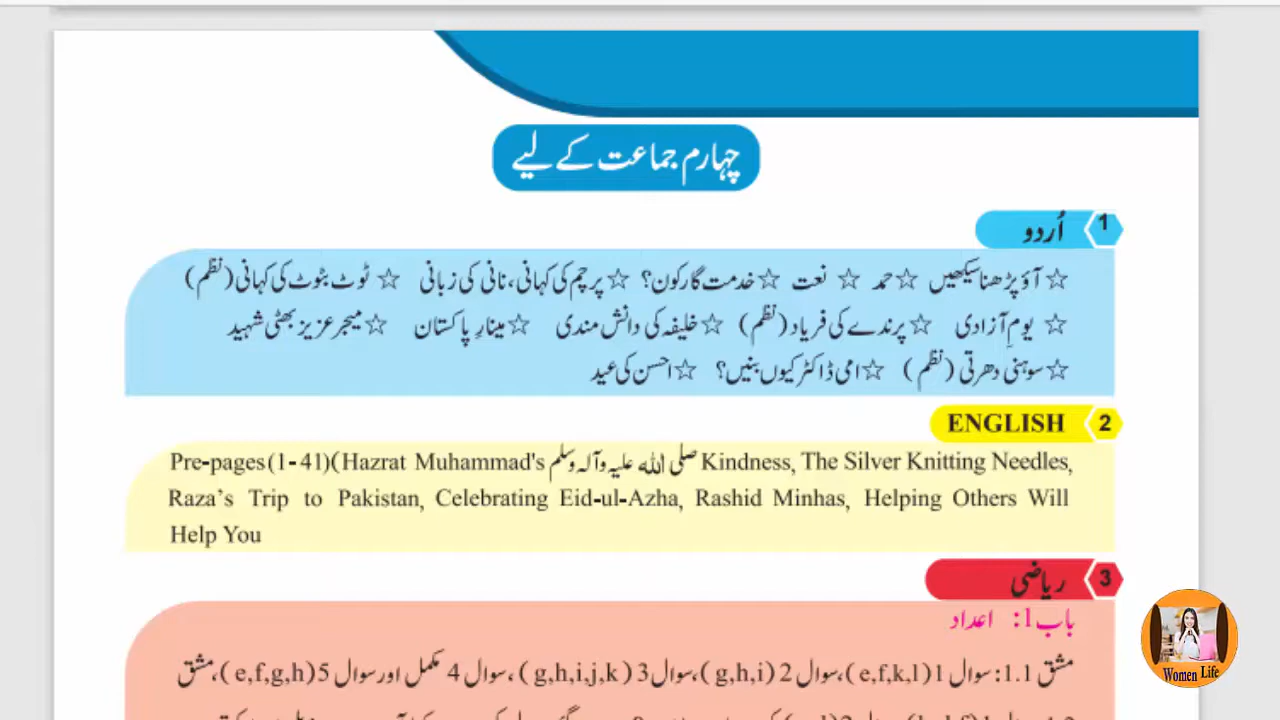 چہارم جماعت کے لیے
1 اُردو
☆ آؤ پڑھنا سیکھیں ☆ حمد ☆ نعت ☆ خدمت گار کون؟ ☆ پرچم کی کہانی، نانی کی زبانی ☆ ٹوٹ بٹوٹ کی کہانی (نظم)
☆ یومِ آزادی ☆ پرندے کی فریاد (نظم) ☆ خلیفہ کی دانش مندی ☆ مینارِ پاکستان ☆ میجر عزیز بھٹی شہید
☆ سوہنی دھرتی (نظم) ☆ امی ڈاکٹر کیوں بنیں؟ ☆ احسن کی عید
ENGLISH 2
Pre-pages (1-41)(Hazrat Muhammad's صلی اللہ علیہ وآلہ وسلم Kindness, The Silver Knitting Needles,
Raza's Trip to Pakistan, Celebrating Eid-ul-Azha, Rashid Minhas, Helping Others Will
Help You
3 ریاضی
باب 1: اعداد
مشق 1.1: سوال 1 (e,f,k,l)، سوال 2 (g,h,i)، سوال 3 (g,h,i,j,k)، سوال 4 مکمل اور سوال 5 (e,f,g,h)، مشق
Women Life